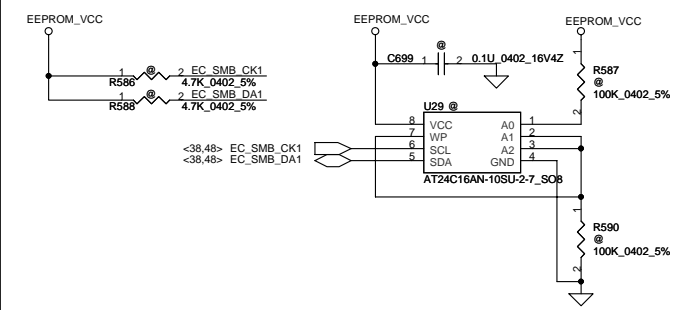 EEPROM_VCC
1 @ 2 EC_SMB_CK1
R586 4.7K_0402_5%
1 @ 2 EC_SMB_DA1
R588 4.7K_0402_5%
EEPROM_VCC
@
C699 1 2 0.1U_0402_16V4Z
EEPROM_VCC
1
R587
@
100K_0402_5%
2
U29 @
8 VCC A0 1
7 WP A1 2
6 SCL A2 3
5 SDA GND 4
AT24C16AN-10SU-2-7_SO8
<38,48> EC_SMB_CK1
<38,48> EC_SMB_DA1
1
R590
@
100K_0402_5%
2